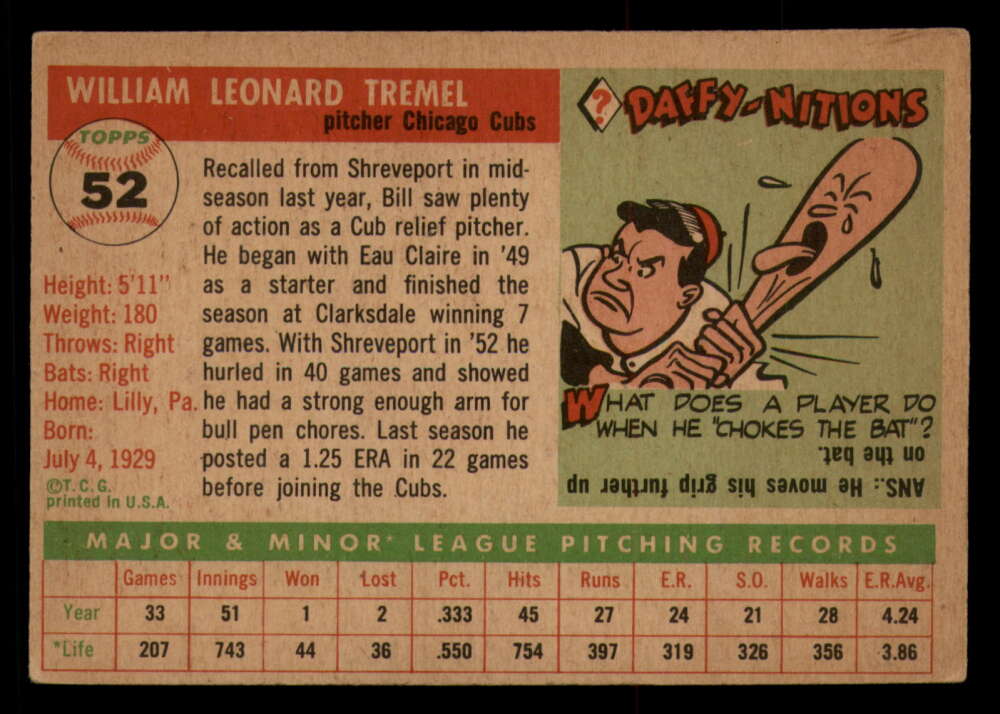 WILLIAM LEONARD TREMEL
pitcher Chicago Cubs
TOPPS
52
Height: 5'11"
Weight: 180
Throws: Right
Bats: Right
Home: Lilly, Pa.
Born:
July 4, 1929
©T.C.G.
printed in U.S.A.
Recalled from Shreveport in mid-
season last year, Bill saw plenty
of action as a Cub relief pitcher.
He began with Eau Claire in '49
as a starter and finished the
season at Clarksdale winning 7
games. With Shreveport in '52 he
hurled in 40 games and showed
he had a strong enough arm for
bull pen chores. Last season he
posted a 1.25 ERA in 22 games
before joining the Cubs.
? DAFFY-NITIONS
WHAT DOES A PLAYER DO
WHEN HE "CHOKES THE BAT"?
ANS.: He moves his grip further up
on the bat.
MAJOR & MINOR* LEAGUE PITCHING RECORDS
Games Innings Won Lost Pct. Hits Runs E.R. S.O. Walks E.R.Avg.
Year 33 51 1 2 .333 45 27 24 21 28 4.24
*Life 207 743 44 36 .550 754 397 319 326 356 3.86